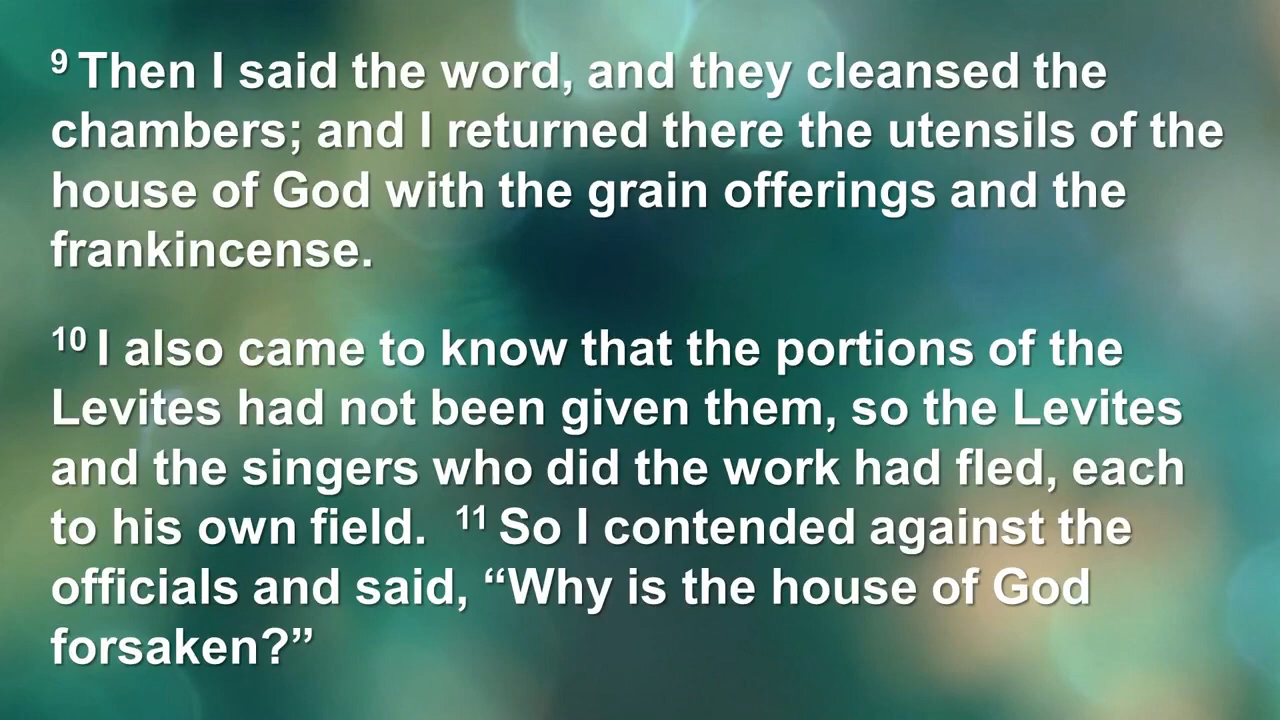 9 Then I said the word, and they cleansed the
chambers; and I returned there the utensils of the
house of God with the grain offerings and the
frankincense.
10 I also came to know that the portions of the
Levites had not been given them, so the Levites
and the singers who did the work had fled, each
to his own field. 11 So I contended against the
officials and said, “Why is the house of God
forsaken?”